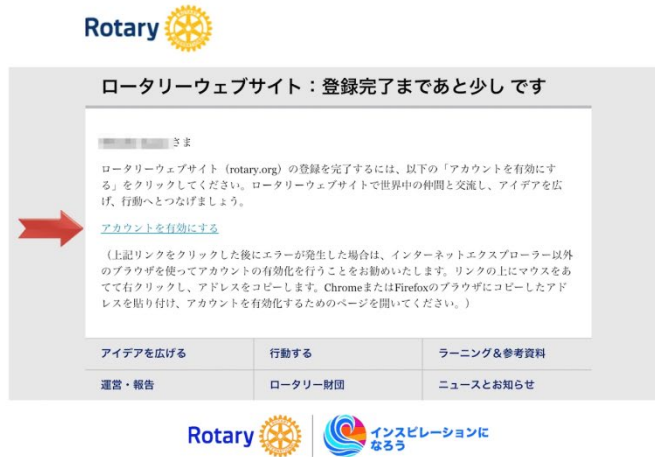 Rotary
ロータリーウェブサイト：登録完了まであと少し です
さま
ロータリーウェブサイト（rotary.org）の登録を完了するには、以下の「アカウントを有効にす
る」をクリックしてください。ロータリーウェブサイトで世界中の仲間と交流し、アイデアを広
げ、行動へとつなげましょう。
アカウントを有効にする
（上記リンクをクリックした後にエラーが発生した場合は、インターネットエクスプローラー以外
のブラウザを使ってアカウントの有効化を行うことをお勧めいたします。リンクの上にマウスをあ
てて右クリックし、アドレスをコピーします。ChromeまたはFirefoxのブラウザにコピーしたアド
レスを貼り付け、アカウントを有効化するためのページを開いてください。）
アイデアを広げる 行動する ラーニング＆参考資料
運営・報告 ロータリー財団 ニュースとお知らせ
Rotary インスピレーションに
なろう